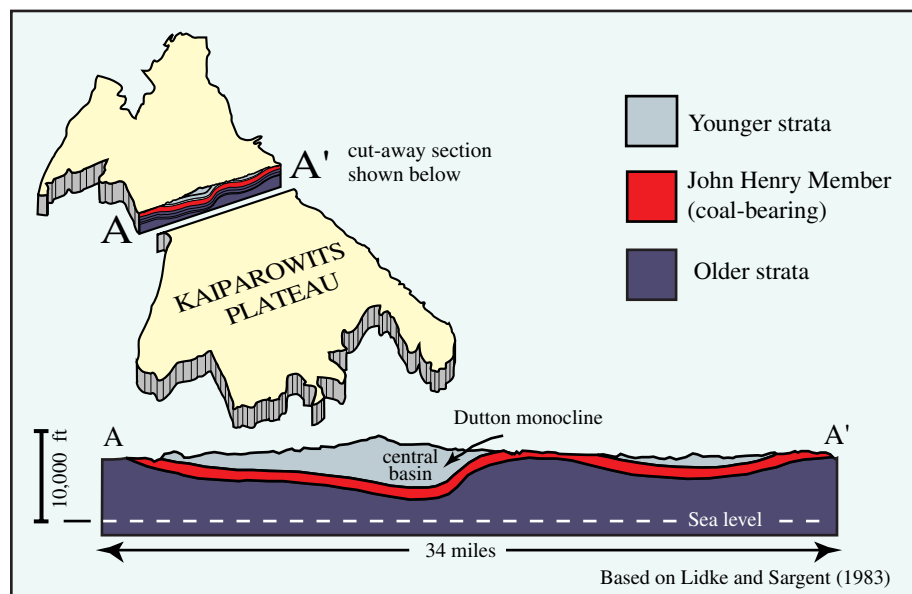 A'
cut-away section
shown below
A
KAIPAROWITS
PLATEAU
Younger strata
John Henry Member
(coal-bearing)
Older strata
10,000 ft
A
Dutton monocline
A'
central
basin
Sea level
34 miles
Based on Lidke and Sargent (1983)